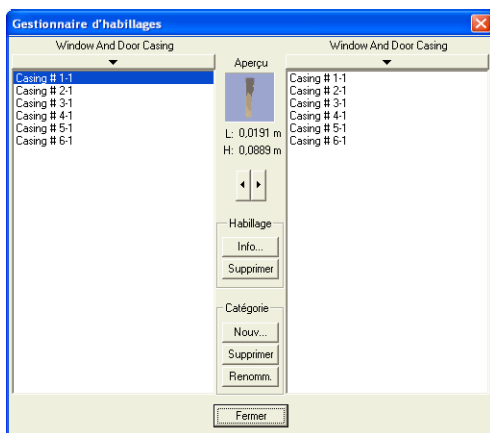 Gestionnaire d'habillages
Window And Door Casing
Casing # 1-1
Casing # 2-1
Casing # 3-1
Casing # 4-1
Casing # 5-1
Casing # 6-1
Aperçu
L: 0,0191 m
H: 0,0889 m
Habillage
Info...
Supprimer
Catégorie
Nouv...
Supprimer
Renomm.
Fermer
Window And Door Casing
Casing # 1-1
Casing # 2-1
Casing # 3-1
Casing # 4-1
Casing # 5-1
Casing # 6-1